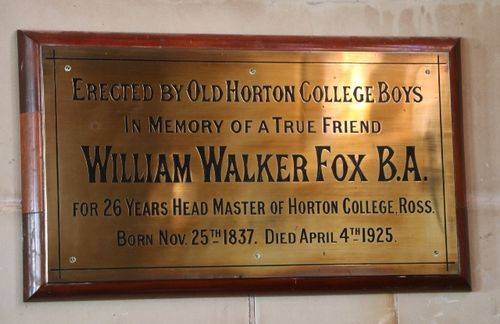 ERECTED BY OLD HORTON COLLEGE BOYS
IN MEMORY OF A TRUE FRIEND
WILLIAM WALKER FOX B.A.
FOR 26 YEARS HEAD MASTER OF HORTON COLLEGE, ROSS.
BORN NOV. 25TH 1837. DIED APRIL 4TH 1925.